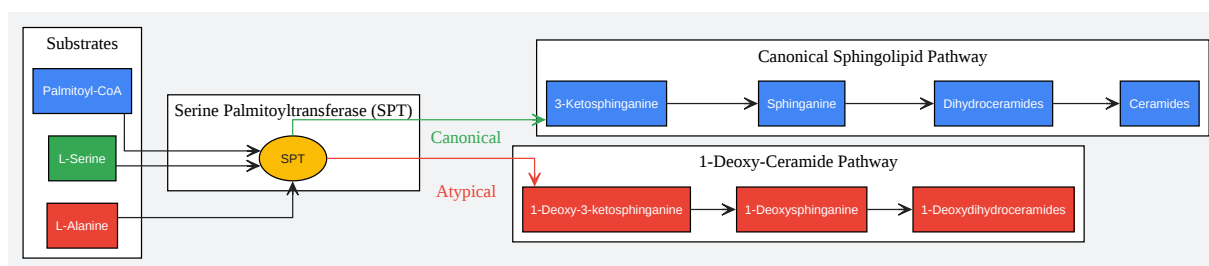 Substrates
Palmitoyl-CoA
L-Serine
L-Alanine
Serine Palmitoyltransferase (SPT)
SPT
Canonical
Atypical
Canonical Sphingolipid Pathway
3-Ketosphinganine
Sphinganine
Dihydroceramides
Ceramides
1-Deoxy-Ceramide Pathway
1-Deoxy-3-ketosphinganine
1-Deoxysphinganine
1-Deoxydihydroceramides